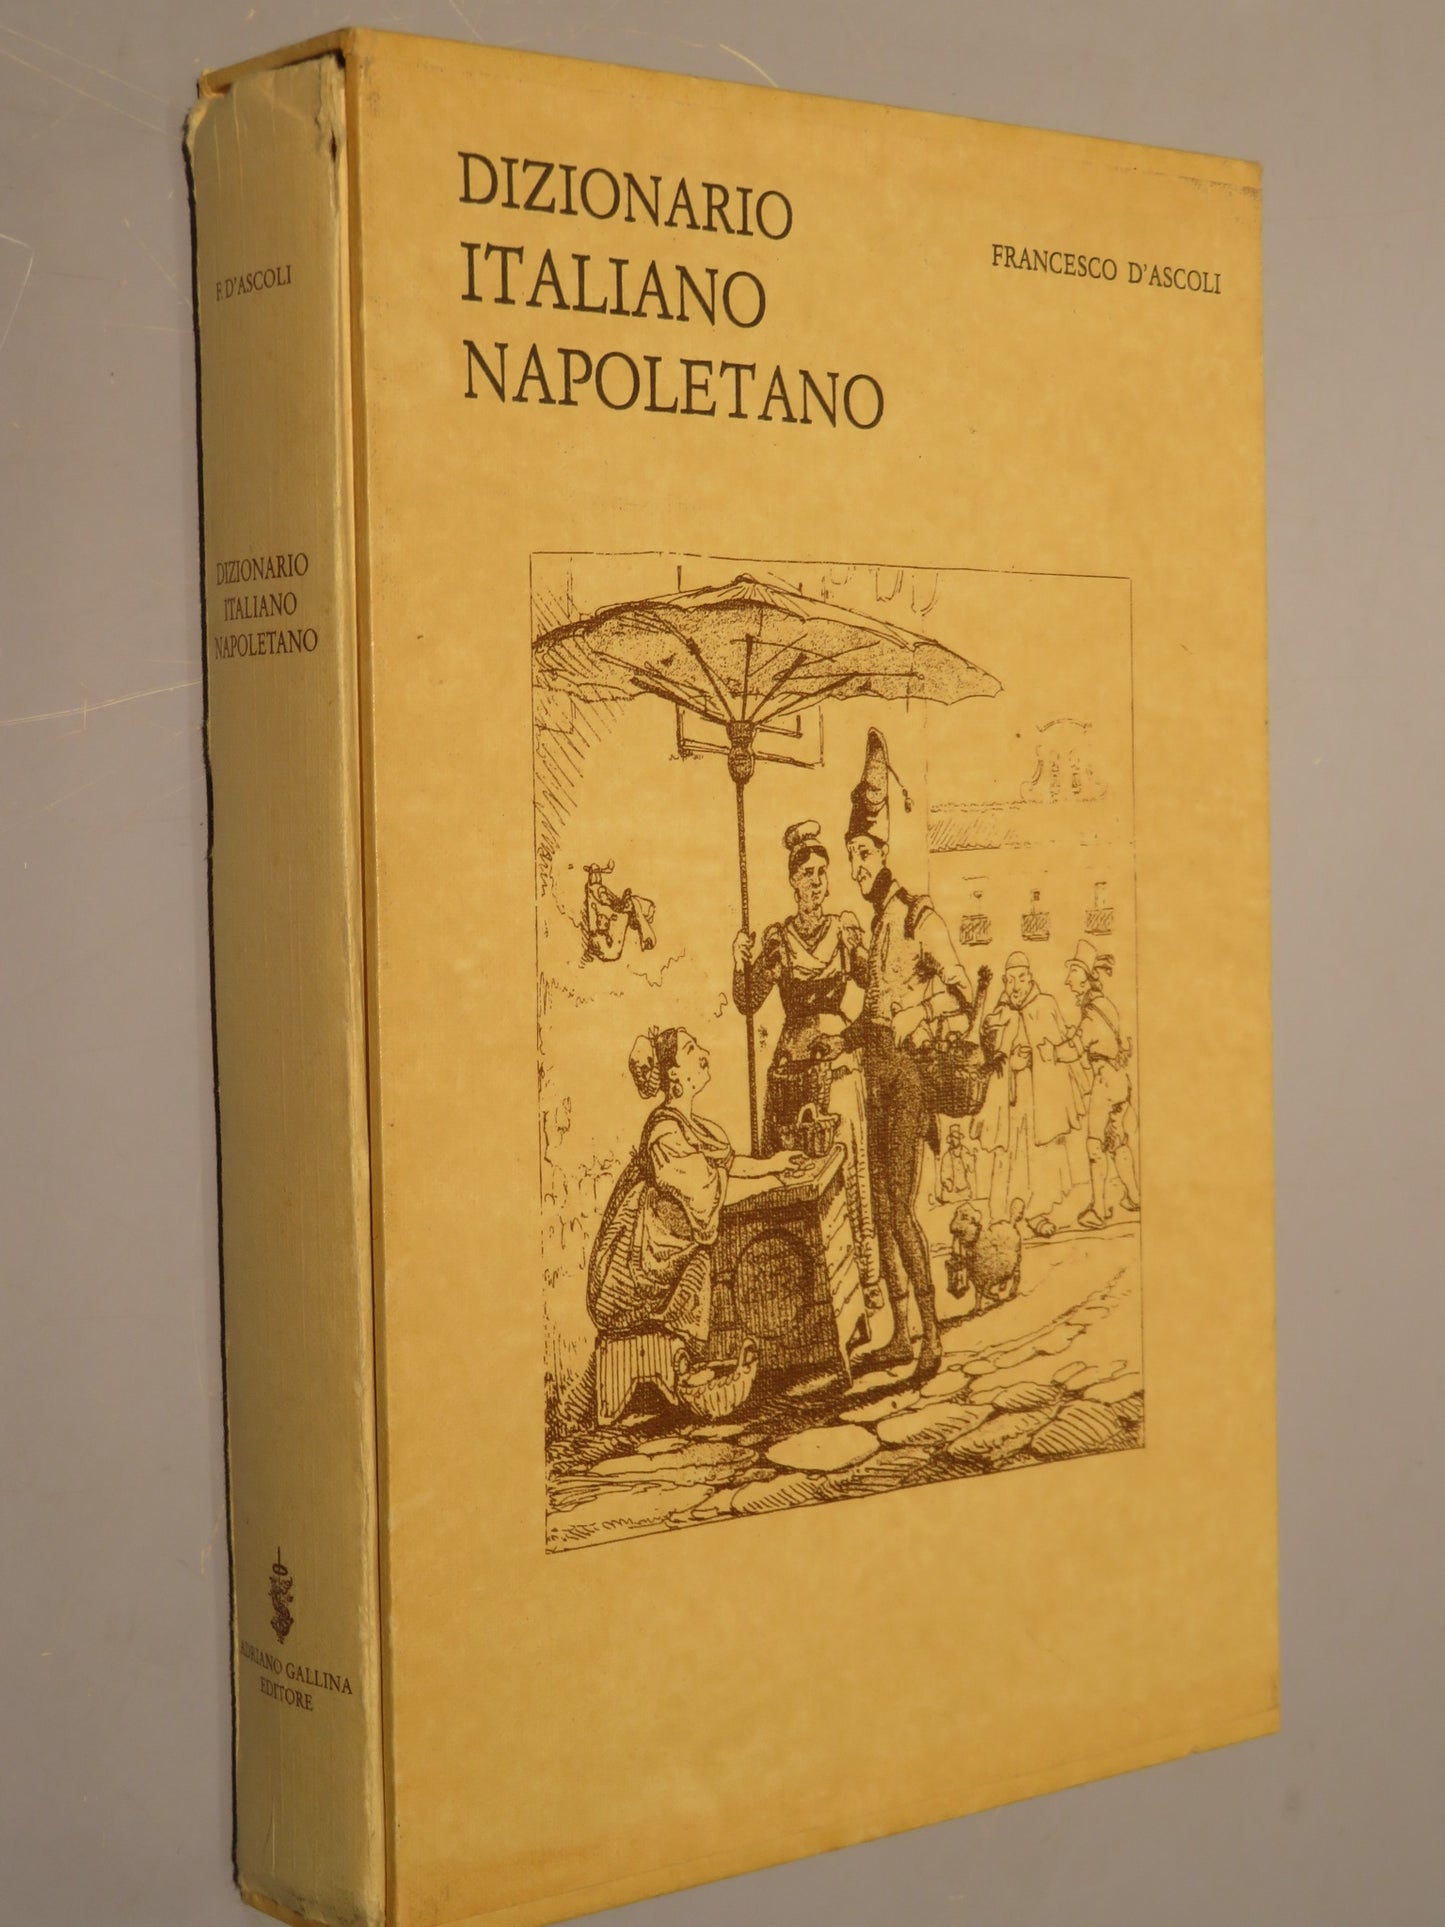 DIZIONARIO
ITALIANO
NAPOLETANO
FRANCESCO D'ASCOLI
F. D'ASCOLI
DIZIONARIO
ITALIANO
NAPOLETANO
ADRIANO GALLINA
EDITORE